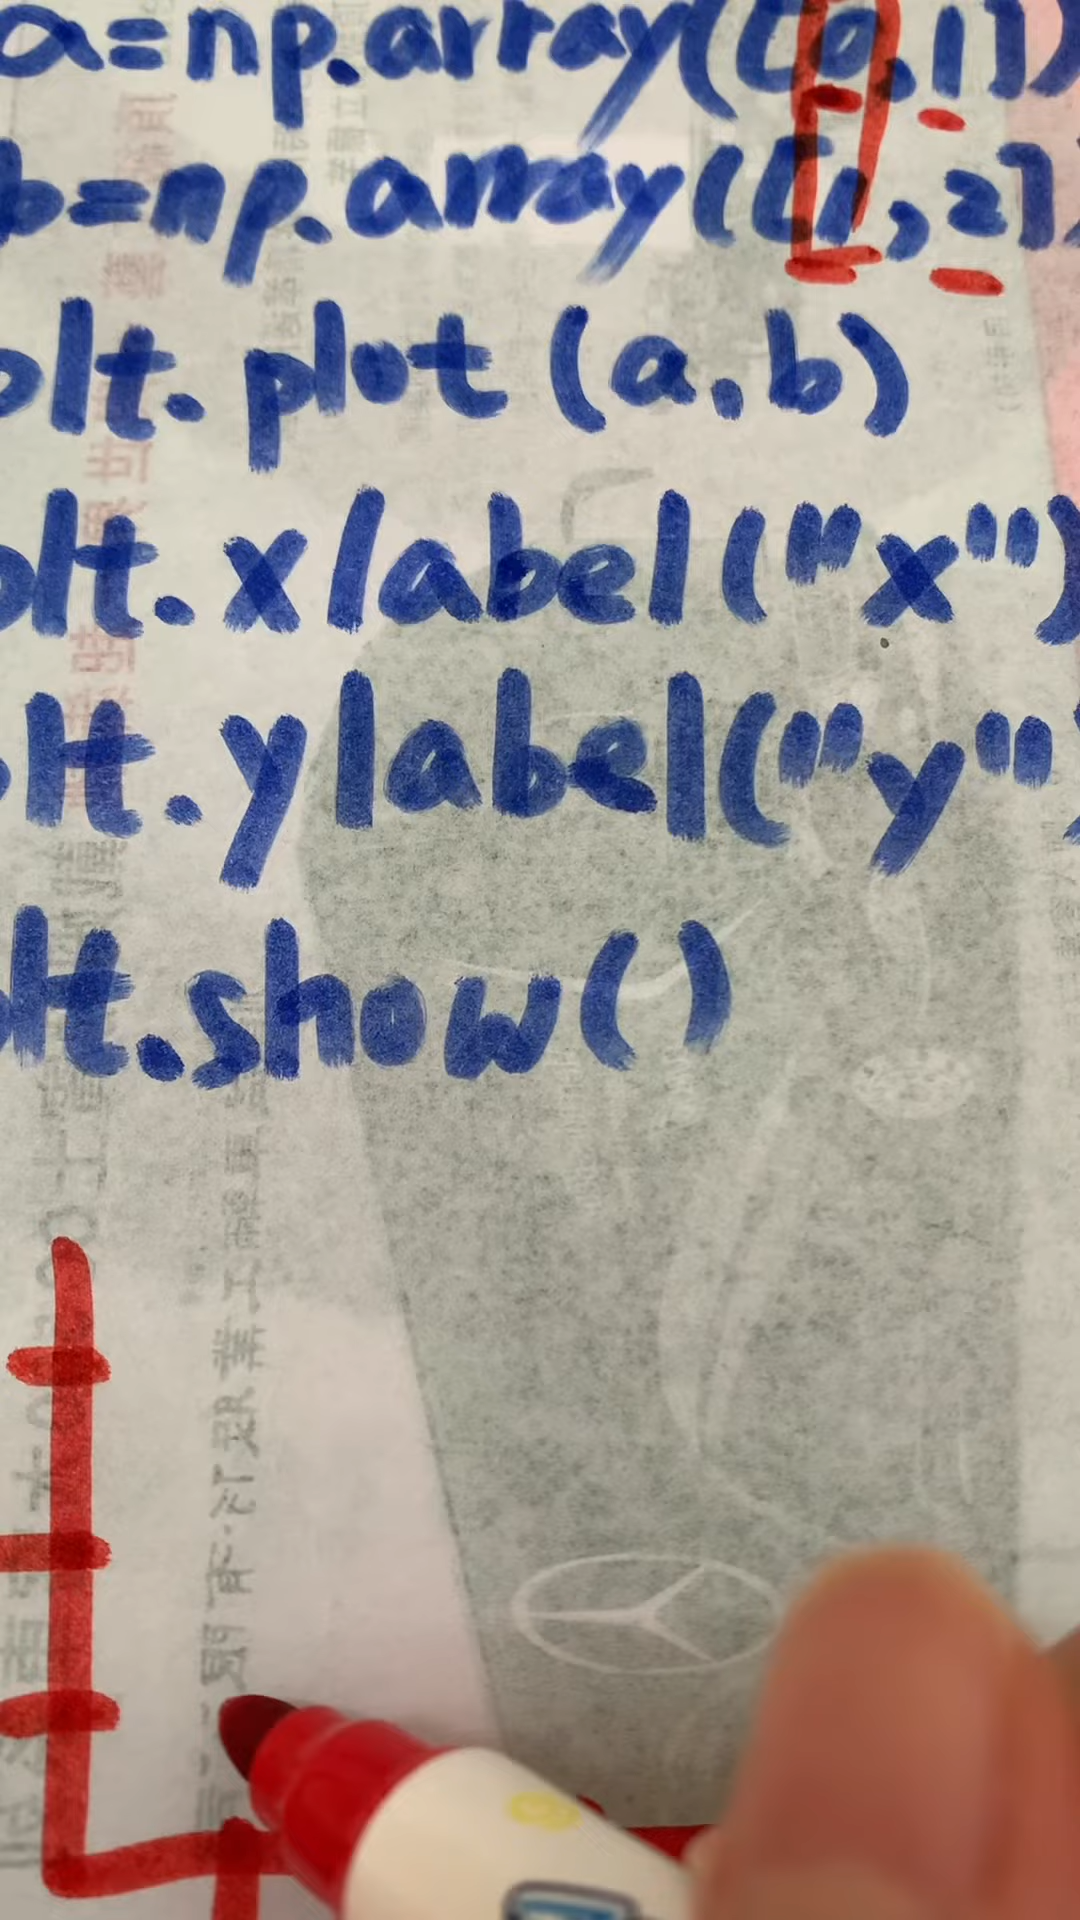 a=np.array([0,1])
b=np.array([1,2]
plt.plot(a,b)
plt.xlabel("x")
plt.ylabel("y")
plt.show()